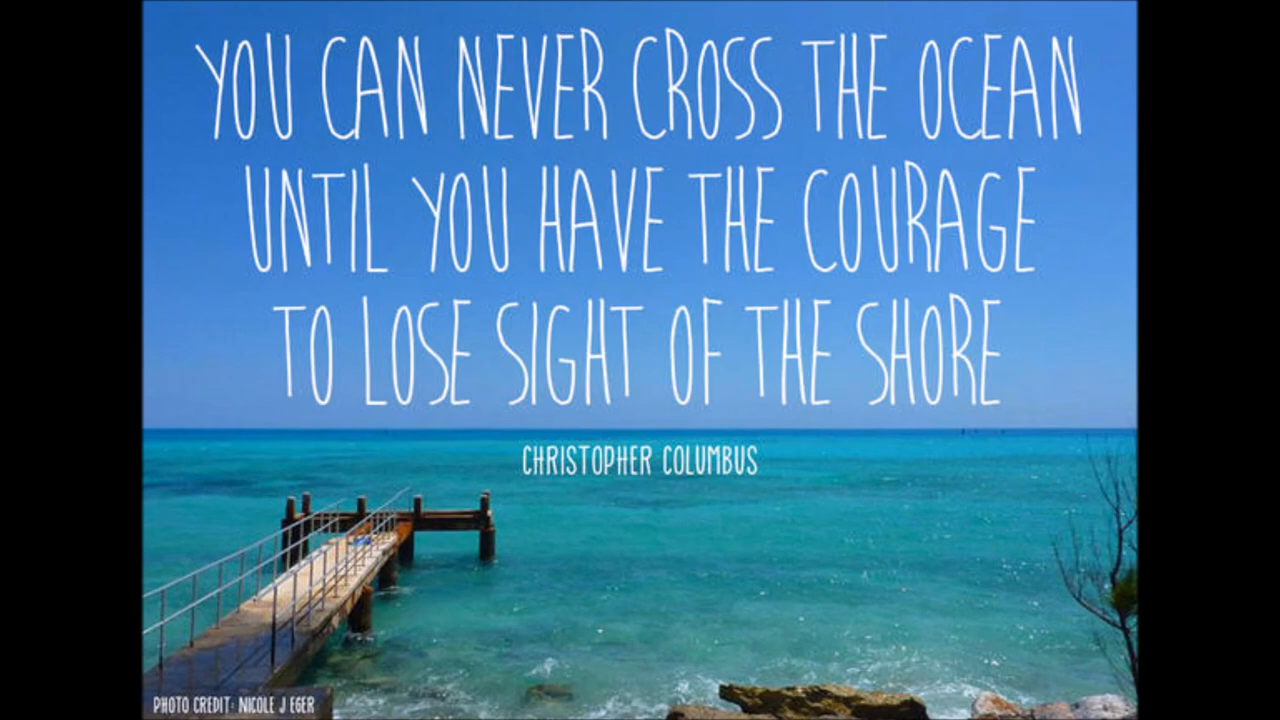 YOU CAN NEVER CROSS THE OCEAN
UNTIL YOU HAVE THE COURAGE
TO LOSE SIGHT OF THE SHORE
CHRISTOPHER COLUMBUS
PHOTO CREDIT: NICOLE J EGER